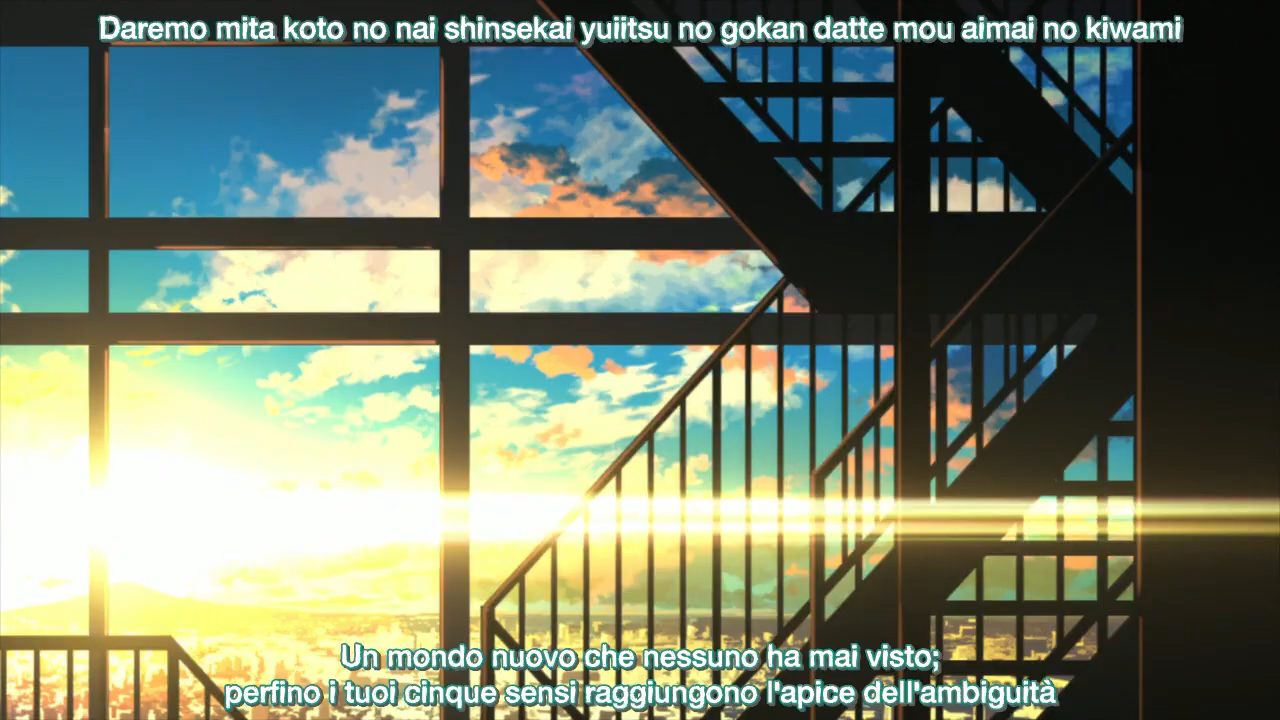 Daremo mita koto no nai shinsekai yuiitsu no gokan datte mou aimai no kiwami
Un mondo nuovo che nessuno ha mai visto;
perfino i tuoi cinque sensi raggiungono l'apice dell'ambiguità